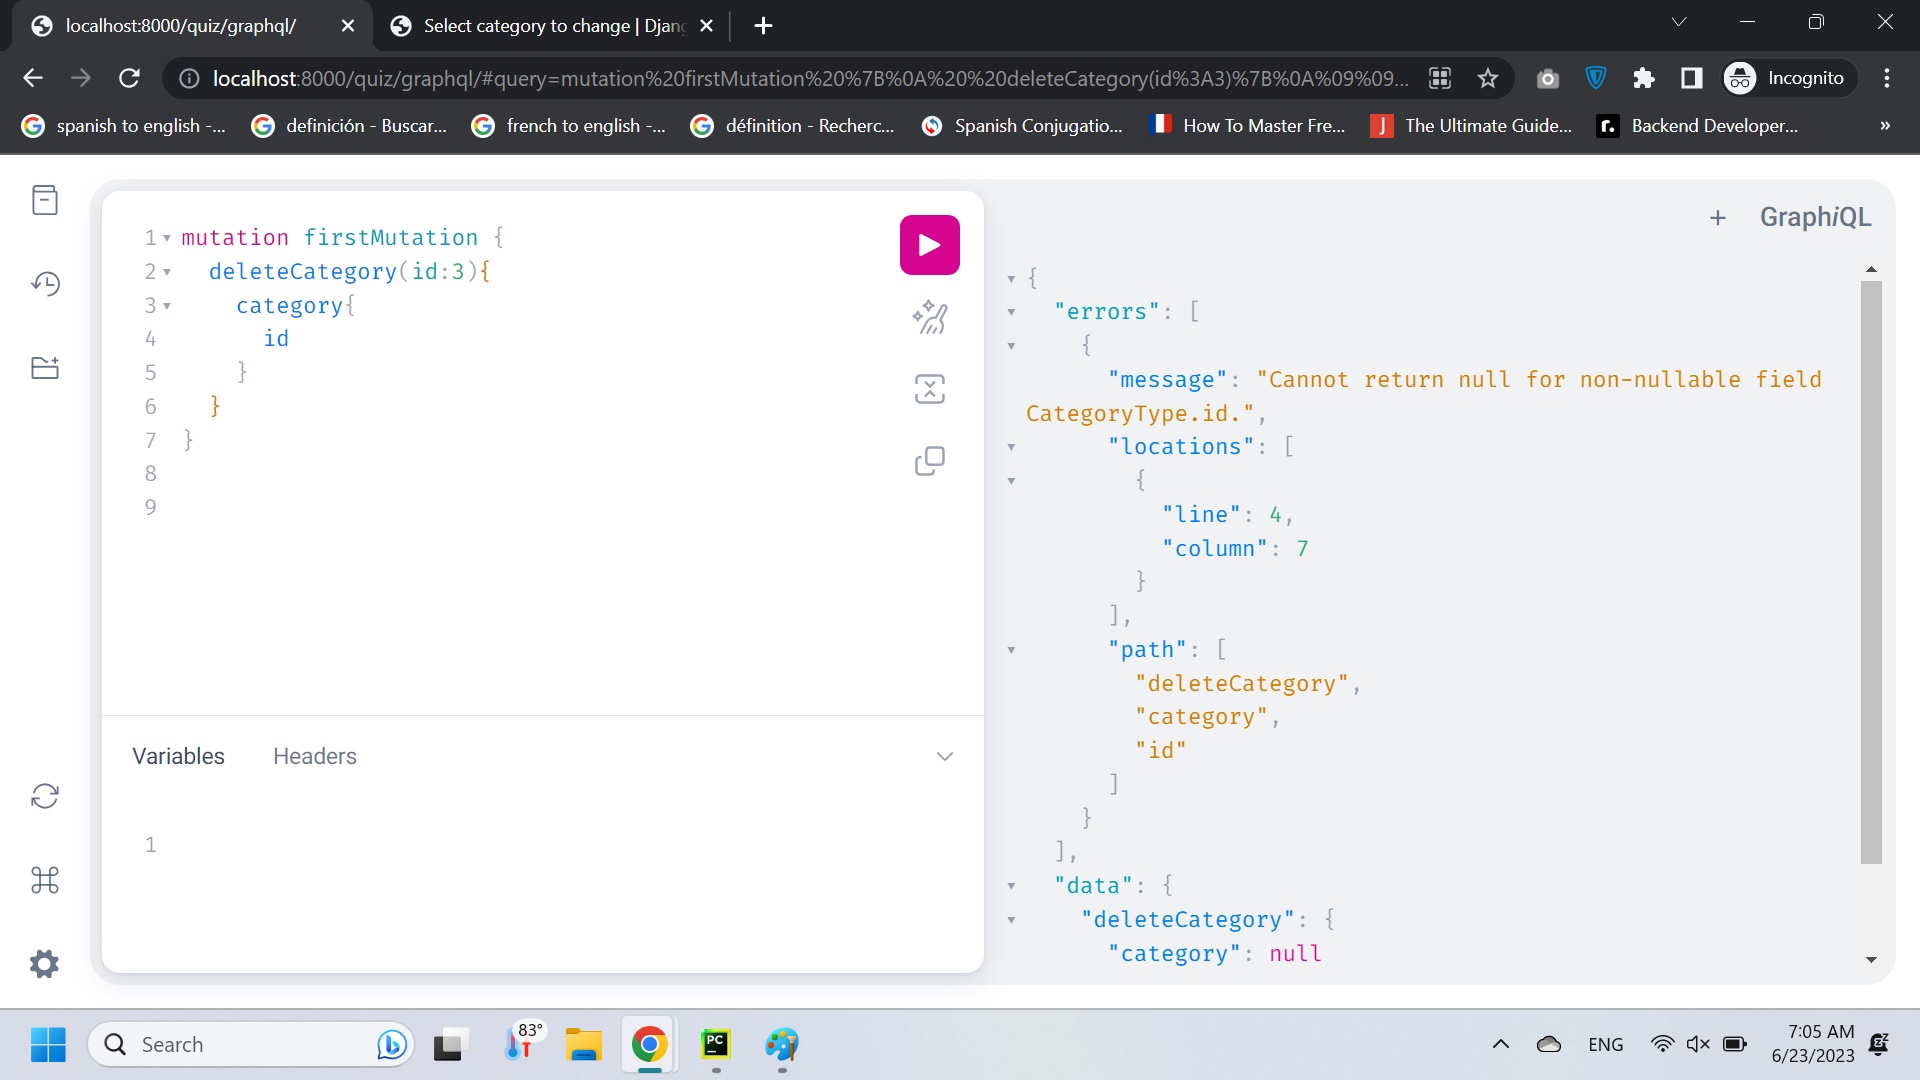 localhost:8000/quiz/graphql/
Select category to change | Djang
localhost:8000/quiz/graphql/#query=mutation%20firstMutation%20%7B%0A%20%20deleteCategory(id%3A3)%7B%0A%09%09...
Incognito
spanish to english -...
definición - Buscar...
french to english -...
définition - Recherc...
Spanish Conjugatio...
How To Master Fre...
J
The Ultimate Guide...
r.
Backend Developer...
»
GraphiQL
1 mutation firstMutation {
2 deleteCategory(id:3){
3 category{
4 id
5 }
6 }
7 }
8
9
{
"errors": [
{
"message": "Cannot return null for non-nullable field
CategoryType.id.",
"locations": [
{
"line": 4,
"column": 7
}
],
"path": [
"deleteCategory",
"category",
"id"
]
}
],
"data": {
"deleteCategory": {
"category": null
Variables
Headers
1
Search
83°
PC
ENG
7:05 AM
6/23/2023